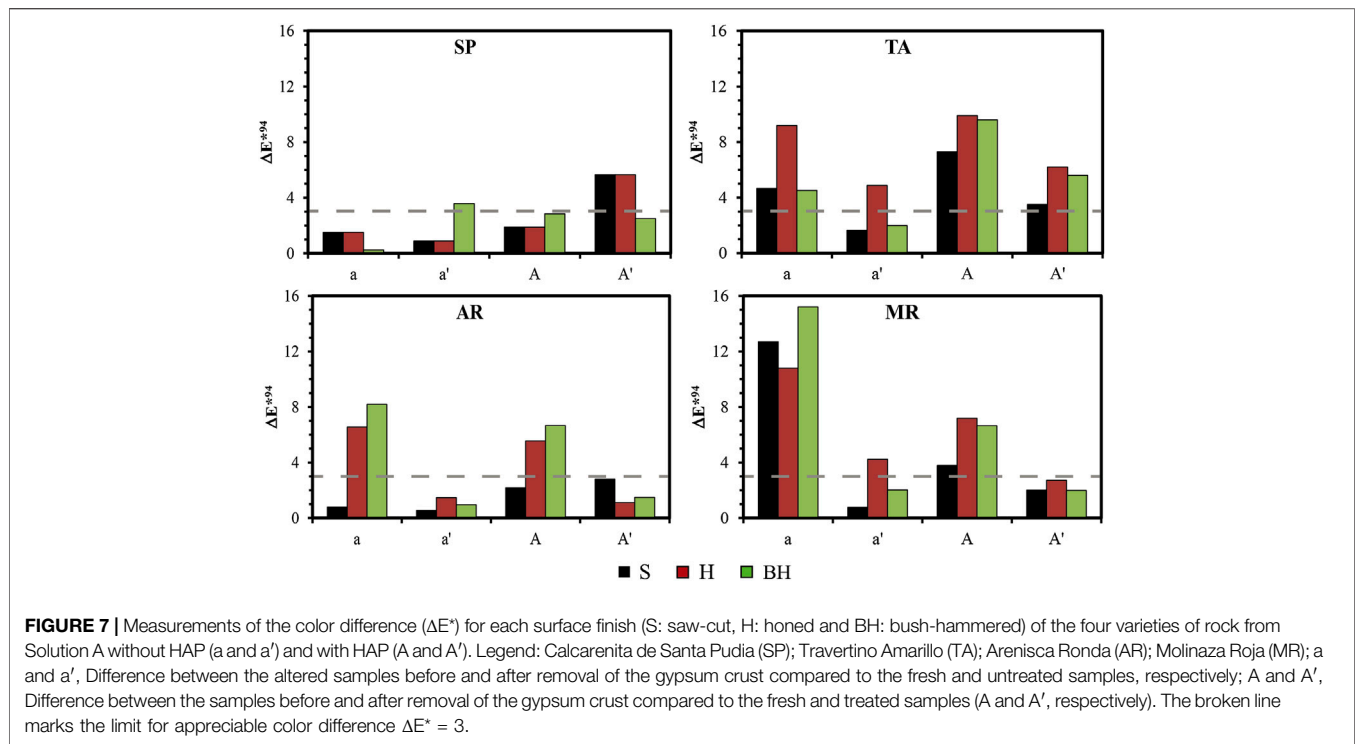 SP
16
12
8
4
0
ΔE*94
a a' A A'
TA
16
12
8
4
0
ΔE*94
a a' A A'
AR
16
12
8
4
0
ΔE*94
a a' A A'
MR
16
12
8
4
0
ΔE*94
a a' A A'
S H BH
FIGURE 7 | Measurements of the color difference (ΔE*) for each surface finish (S: saw-cut, H: honed and BH: bush-hammered) of the four varieties of rock from
Solution A without HAP (a and a′) and with HAP (A and A′). Legend: Calcarenita de Santa Pudia (SP); Travertino Amarillo (TA); Arenisca Ronda (AR); Molinaza Roja (MR); a
and a′, Difference between the altered samples before and after removal of the gypsum crust compared to the fresh and untreated samples, respectively; A and A′,
Difference between the samples before and after removal of the gypsum crust compared to the fresh and treated samples (A and A′, respectively). The broken line
marks the limit for appreciable color difference ΔE* = 3.